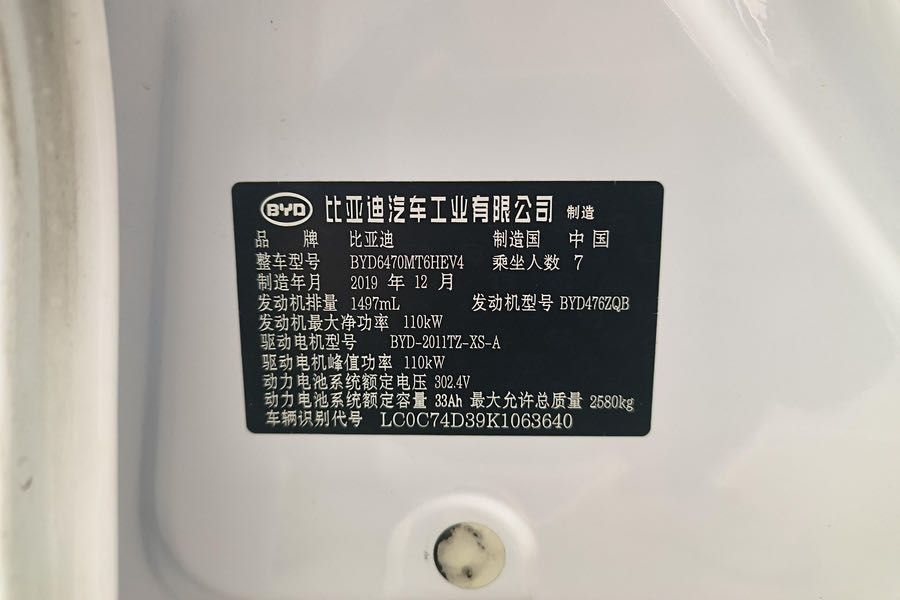 BYD 比亚迪汽车工业有限公司 制造
品 牌 比亚迪 制造国 中国
整车型号 BYD6470MT6HEV4 乘坐人数 7
制造年月 2019 年 12 月
发动机排量 1497mL 发动机型号 BYD476ZQB
发动机最大净功率 110kW
驱动电机型号 BYD-2011TZ-XS-A
驱动电机峰值功率 110kW
动力电池系统额定电压 302.4V
动力电池系统额定容量 33Ah 最大允许总质量 2580kg
车辆识别代号 LC0C74D39K1063640